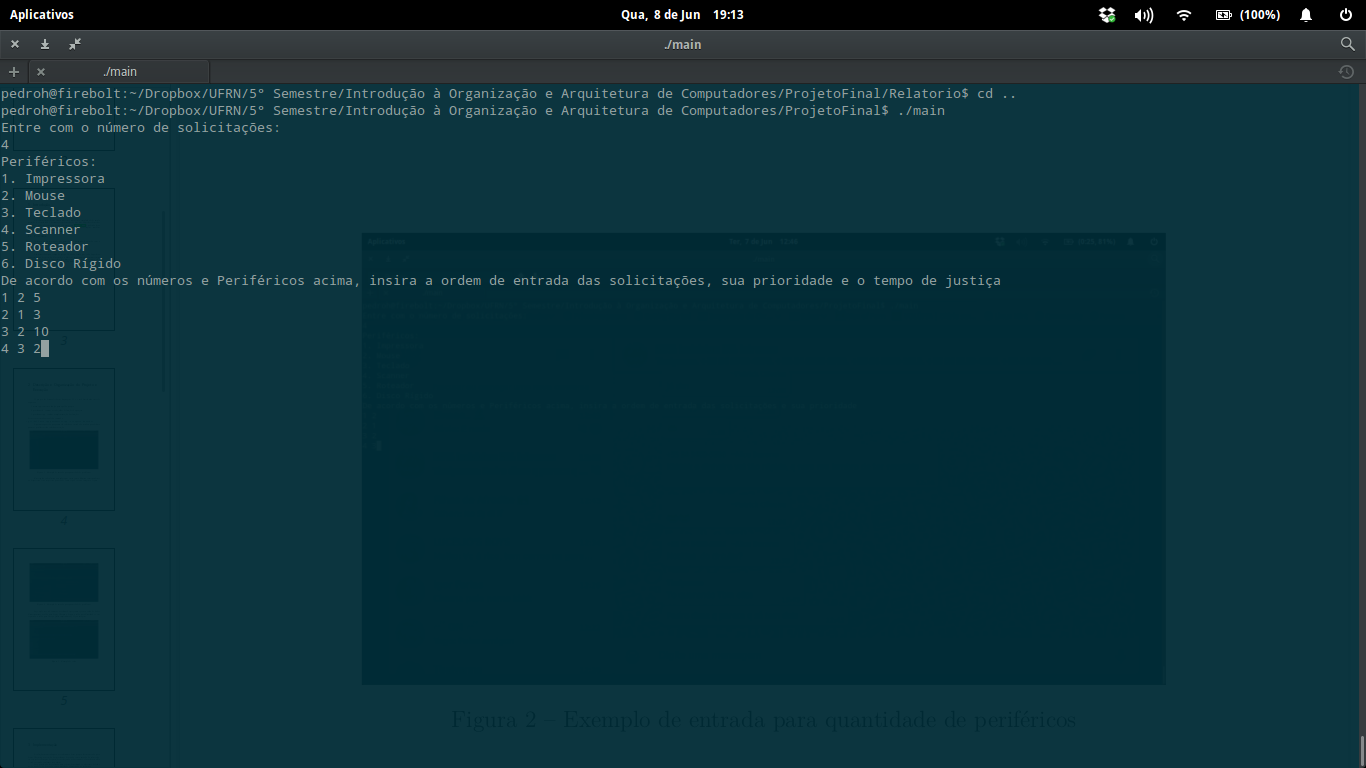 Aplicativos
Qua, 8 de Jun 19:13
(100%)
./main
./main
pedroh@firebolt:~/Dropbox/UFRN/5° Semestre/Introdução à Organização e Arquitetura de Computadores/ProjetoFinal/Relatorio$ cd ..
pedroh@firebolt:~/Dropbox/UFRN/5° Semestre/Introdução à Organização e Arquitetura de Computadores/ProjetoFinal$ ./main
Entre com o número de solicitações:
4
Periféricos:
1. Impressora
2. Mouse
3. Teclado
4. Scanner
5. Roteador
6. Disco Rígido
De acordo com os números e Periféricos acima, insira a ordem de entrada das solicitações, sua prioridade e o tempo de justiça
1 2 5
2 1 3
3 2 10
4 3 2
3
4
5
Figura 2 – Exemplo de entrada para quantidade de periféricos